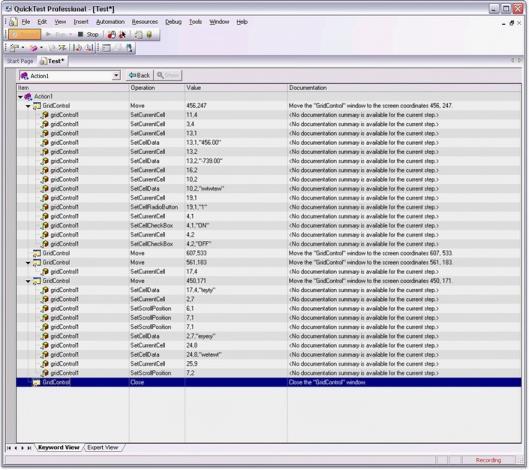 QuickTest Professional - [Test*]
File Edit View Insert Automation Resources Debug Tools Window Help
Stop
Start Page Test*
Action1 Back
Item Operation Value Documentation
Action1
GridControl Move 456,247 Move the "GridControl" window to the screen coordinates 456, 247.
gridControl1 SetCurrentCell 11,4 <No documentation summary is available for the current step.>
gridControl1 SetCurrentCell 3,4 <No documentation summary is available for the current step.>
gridControl1 SetCurrentCell 13,1 <No documentation summary is available for the current step.>
gridControl1 SetCellData 13,1,"456.00" <No documentation summary is available for the current step.>
gridControl1 SetCurrentCell 13,2 <No documentation summary is available for the current step.>
gridControl1 SetCellData 13,2,"-739.00" <No documentation summary is available for the current step.>
gridControl1 SetCurrentCell 16,2 <No documentation summary is available for the current step.>
gridControl1 SetCurrentCell 10,2 <No documentation summary is available for the current step.>
gridControl1 SetCellData 10,2, <No documentation summary is available for the current step.>
gridControl1 SetCurrentCell 19,1 <No documentation summary is available for the current step.>
gridControl1 SetCellRadioButton 19,1,"1" <No documentation summary is available for the current step.>
gridControl1 SetCurrentCell 4,1 <No documentation summary is available for the current step.>
gridControl1 SetCellCheckBox 4,1,"ON" <No documentation summary is available for the current step.>
gridControl1 SetCurrentCell 4,2 <No documentation summary is available for the current step.>
gridControl1 SetCellCheckBox 4,2,"OFF" <No documentation summary is available for the current step.>
GridControl Move 607,533 Move the "GridControl" window to the screen coordinates 607, 533.
GridControl Move 561,183 Move the "GridControl" window to the screen coordinates 561, 183.
gridControl1 SetCurrentCell 17,4 <No documentation summary is available for the current step.>
GridControl Move 450,171 Move the "GridControl" window to the screen coordinates 450, 171.
gridControl1 SetCellData 17,4, <No documentation summary is available for the current step.>
gridControl1 SetCurrentCell 2,7 <No documentation summary is available for the current step.>
gridControl1 SetScrollPosition 6,1 <No documentation summary is available for the current step.>
gridControl1 SetScrollPosition 7,1 <No documentation summary is available for the current step.>
gridControl1 SetScrollPosition 7,1 <No documentation summary is available for the current step.>
gridControl1 SetCellData 2,7, <No documentation summary is available for the current step.>
gridControl1 SetCurrentCell 24,8 <No documentation summary is available for the current step.>
gridControl1 SetCellData 24,8,"wetewt" <No documentation summary is available for the current step.>
gridControl1 SetCurrentCell 25,9 <No documentation summary is available for the current step.>
gridControl1 SetScrollPosition 7,2 <No documentation summary is available for the current step.>
GridControl Close Close the "GridControl" window.
Keyword View Expert View
Recording